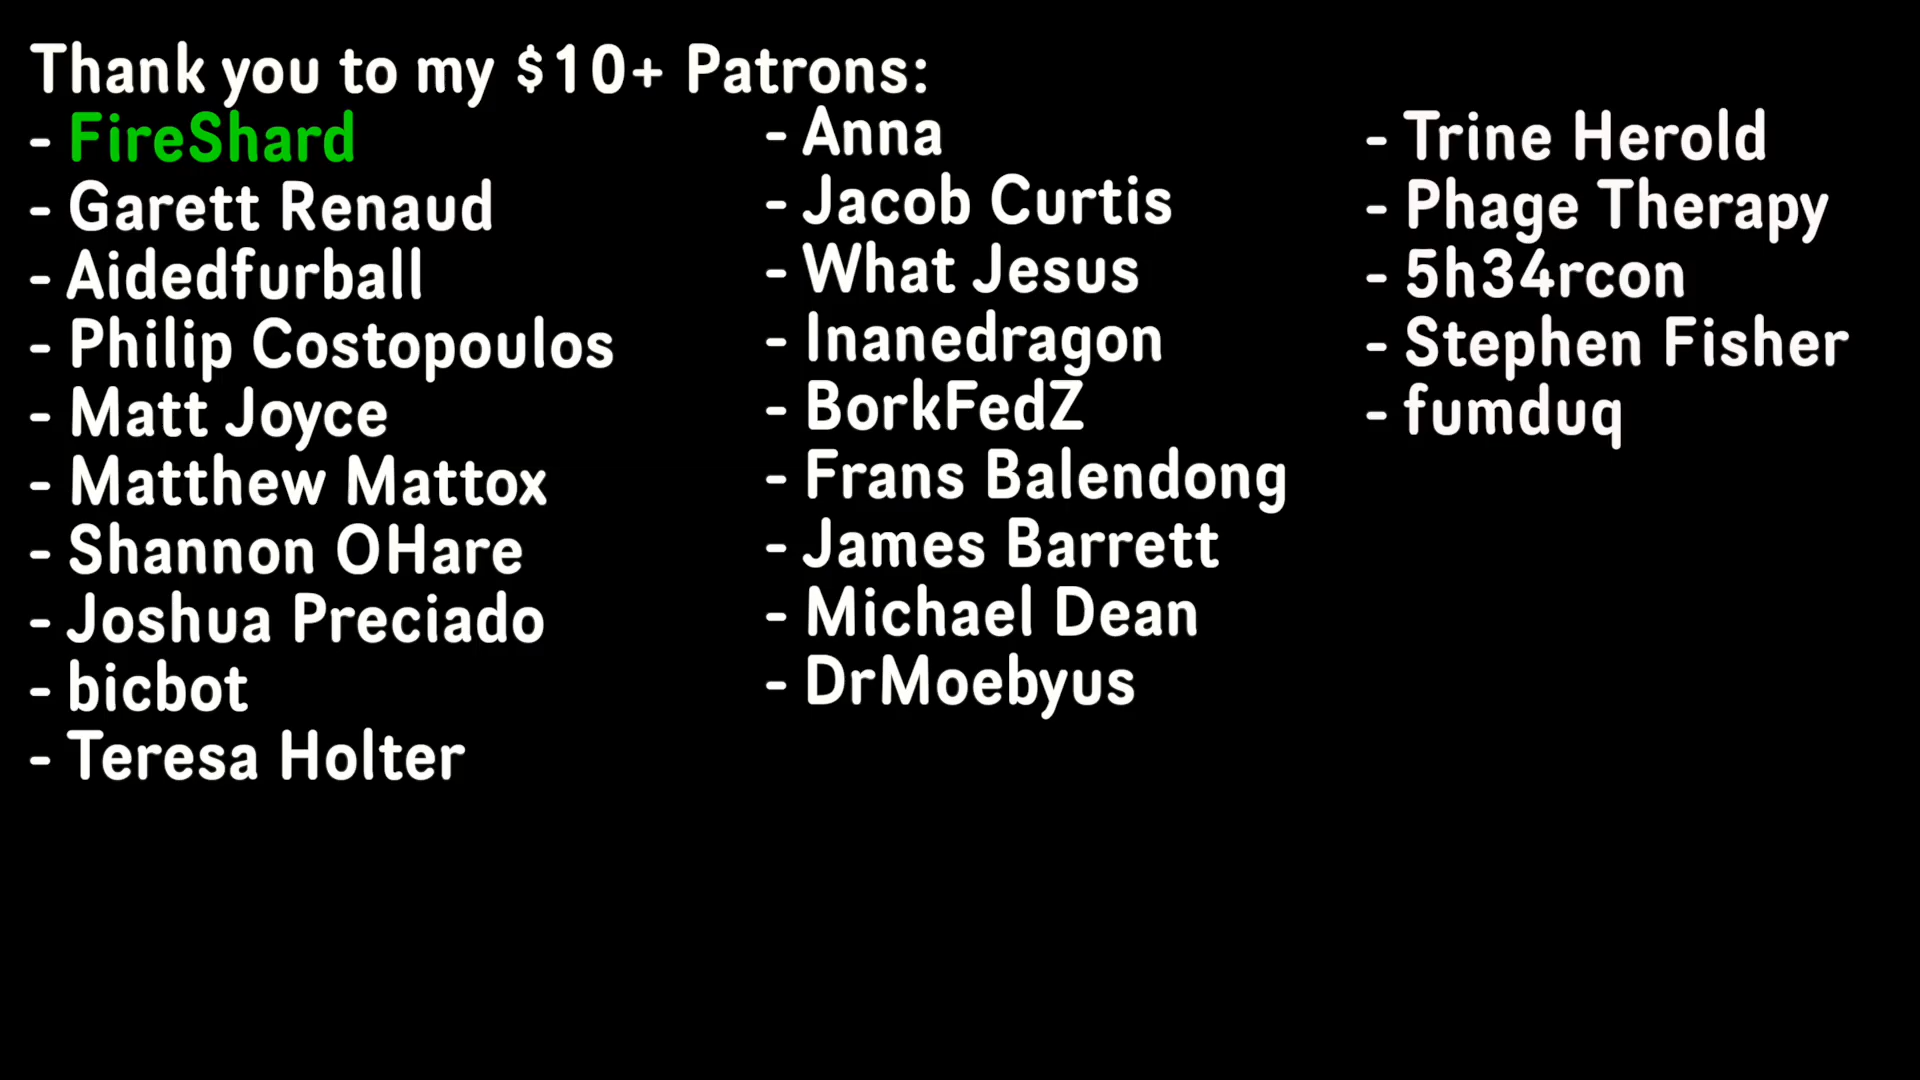 Thank you to my $10+ Patrons:
- FireShard
- Garett Renaud
- Aidedfurball
- Philip Costopoulos
- Matt Joyce
- Matthew Mattox
- Shannon OHare
- Joshua Preciado
- bicbot
- Teresa Holter
- Anna
- Jacob Curtis
- What Jesus
- Inanedragon
- BorkFedZ
- Frans Balendong
- James Barrett
- Michael Dean
- DrMoebyus
- Trine Herold
- Phage Therapy
- 5h34rcon
- Stephen Fisher
- fumduq